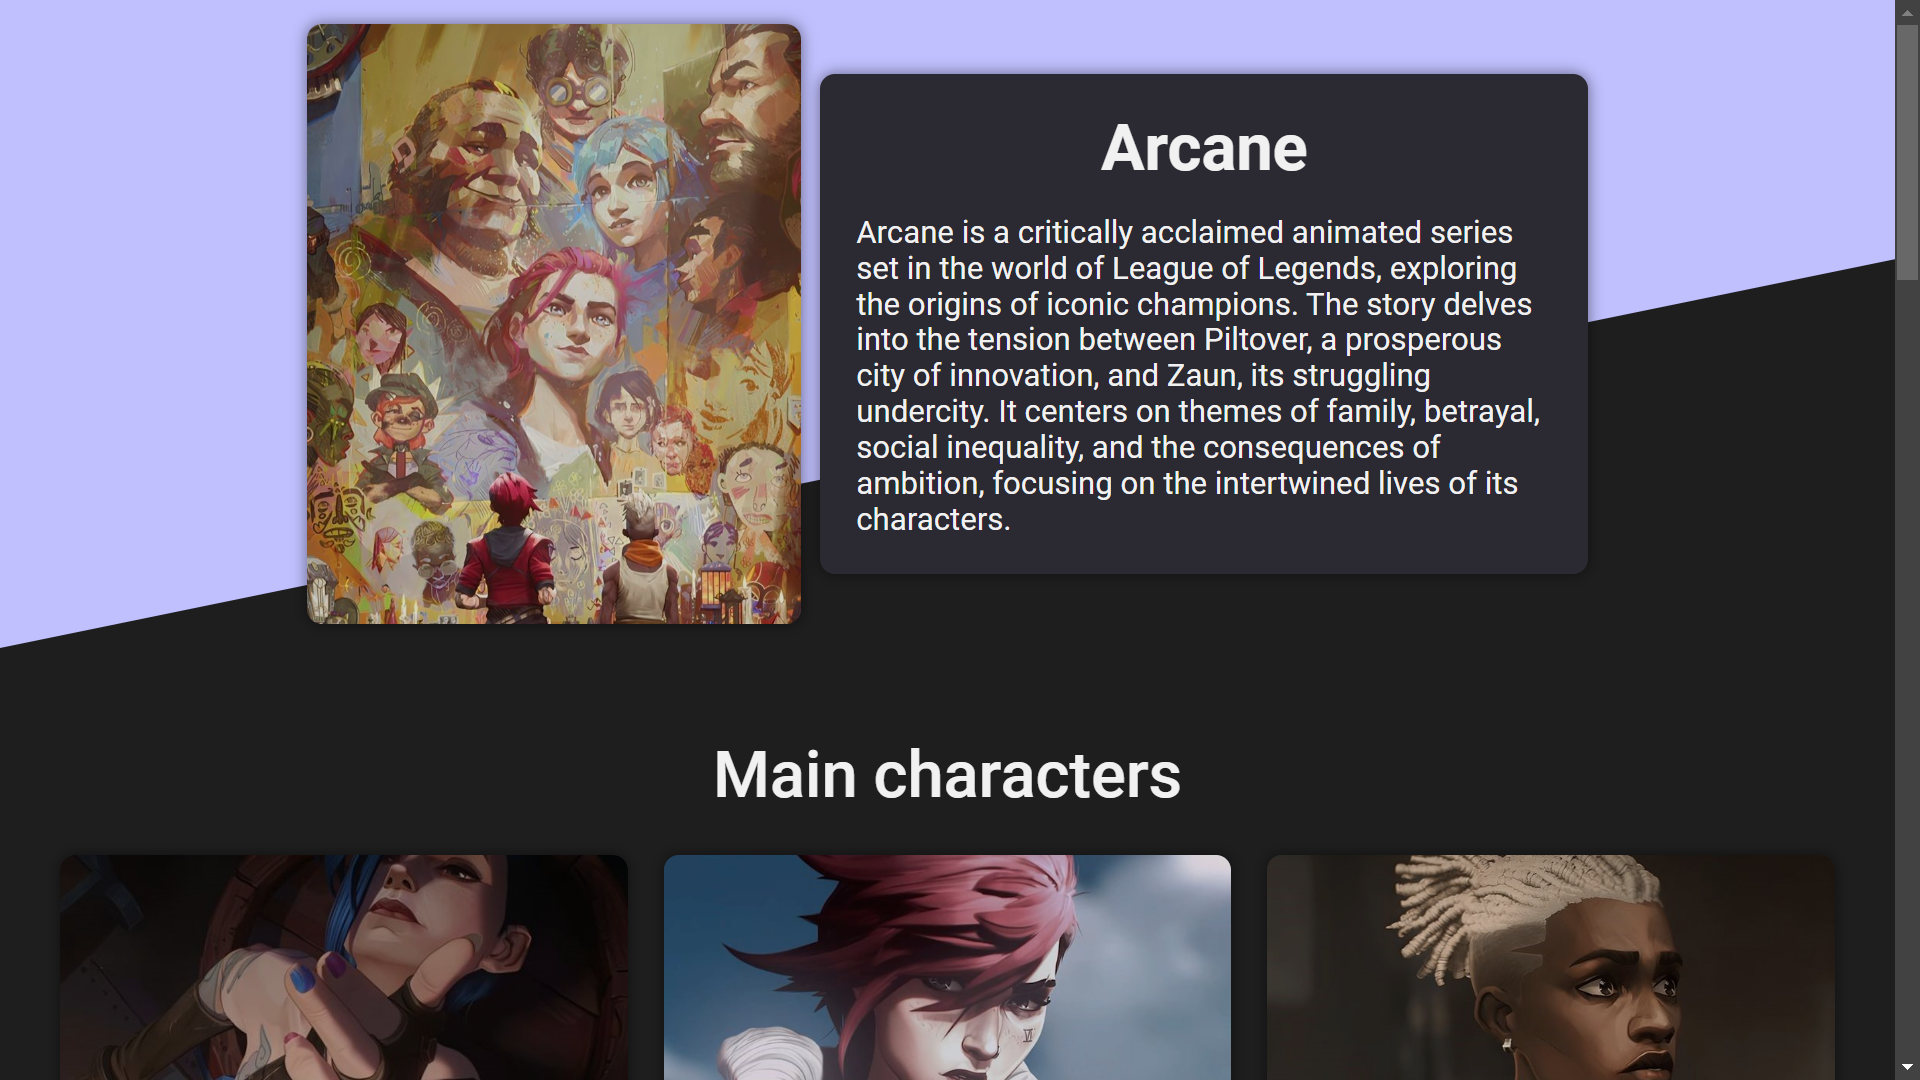 Arcane
Arcane is a critically acclaimed animated series
set in the world of League of Legends, exploring
the origins of iconic champions. The story delves
into the tension between Piltover, a prosperous
city of innovation, and Zaun, its struggling
undercity. It centers on themes of family, betrayal,
social inequality, and the consequences of
ambition, focusing on the intertwined lives of its
characters.
Main characters
VI